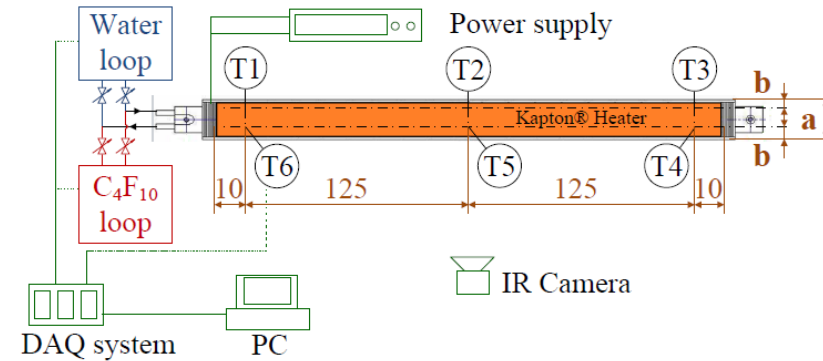 Water
loop
Power supply
T1
T2
T3
b
Kapton® Heater
a
T6
T5
T4
b
C₄F₁₀
loop
10
125
125
10
IR Camera
DAQ system
PC